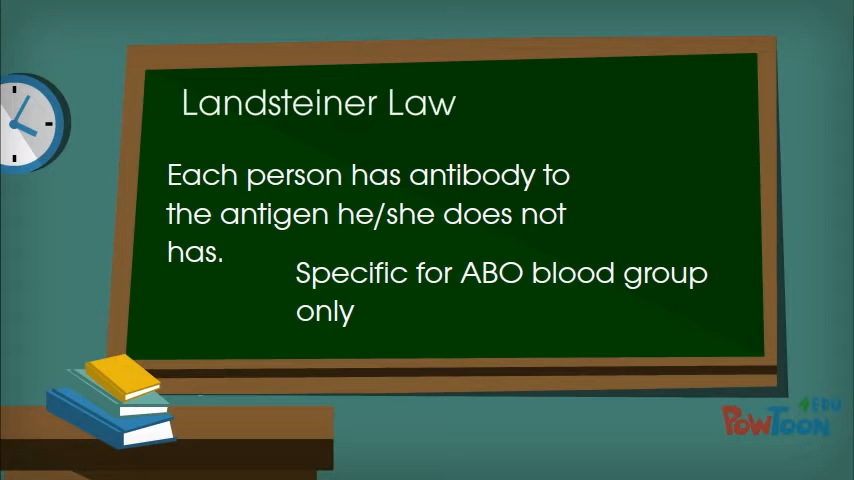 Landsteiner Law
Each person has antibody to
the antigen he/she does not
has.
Specific for ABO blood group
only
4EDU
PowToon